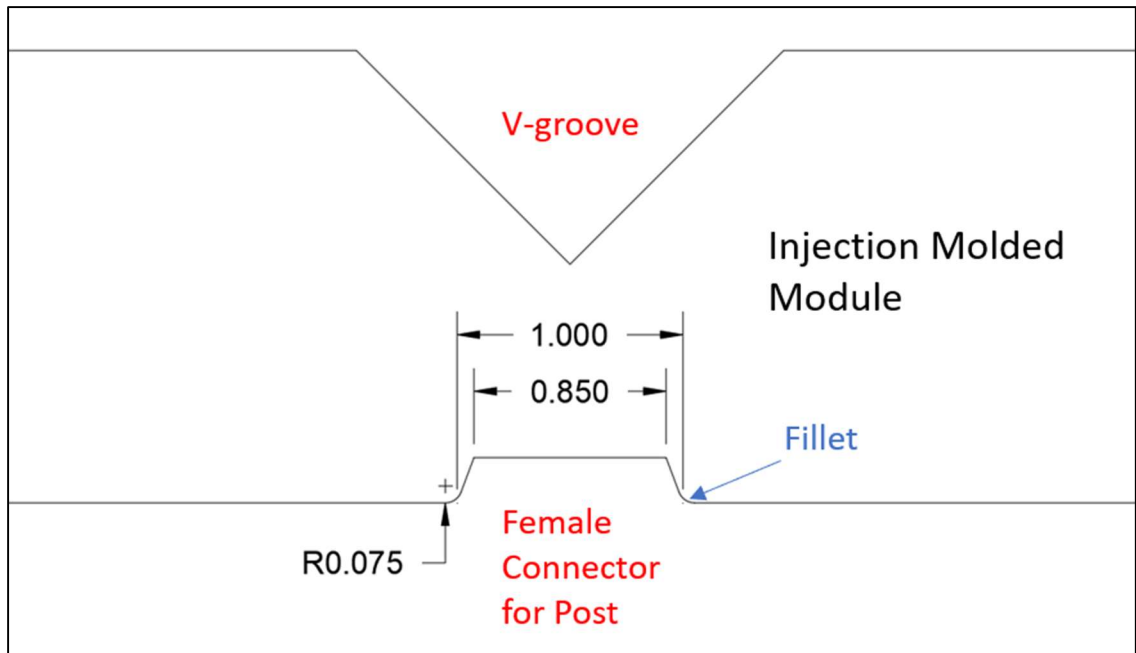 V-groove
Injection Molded
Module
1.000
0.850
Fillet
Female
Connector
for Post
R0.075